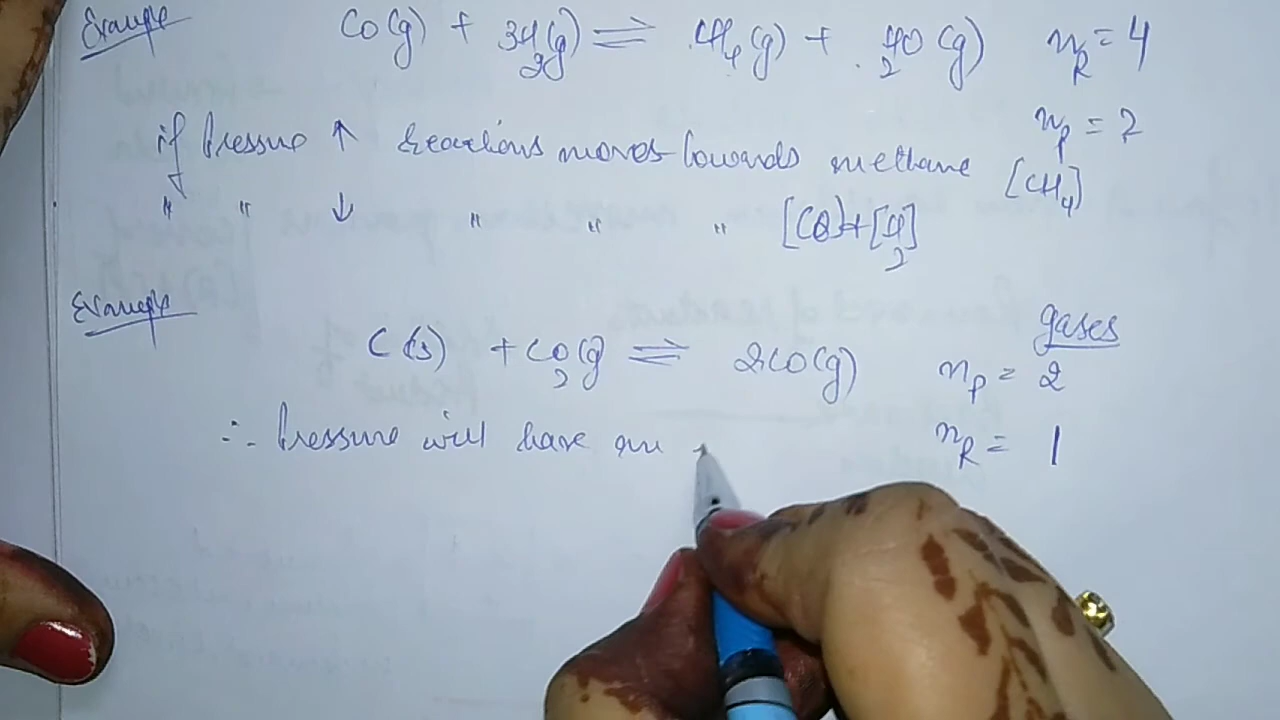 Example CO(g) + 3H₂(g) ⇌ CH₄(g) + H₂O(g) nR = 4
nP = 2
if Pressure ↑ reactions moves towards methane [CH₄]
" " ↓ " " " [CO]+[H₂]
Example
gases
C(s) + CO₂(g) ⇌ 2CO(g) nP = 2
∴ Pressure will have an nR = 1